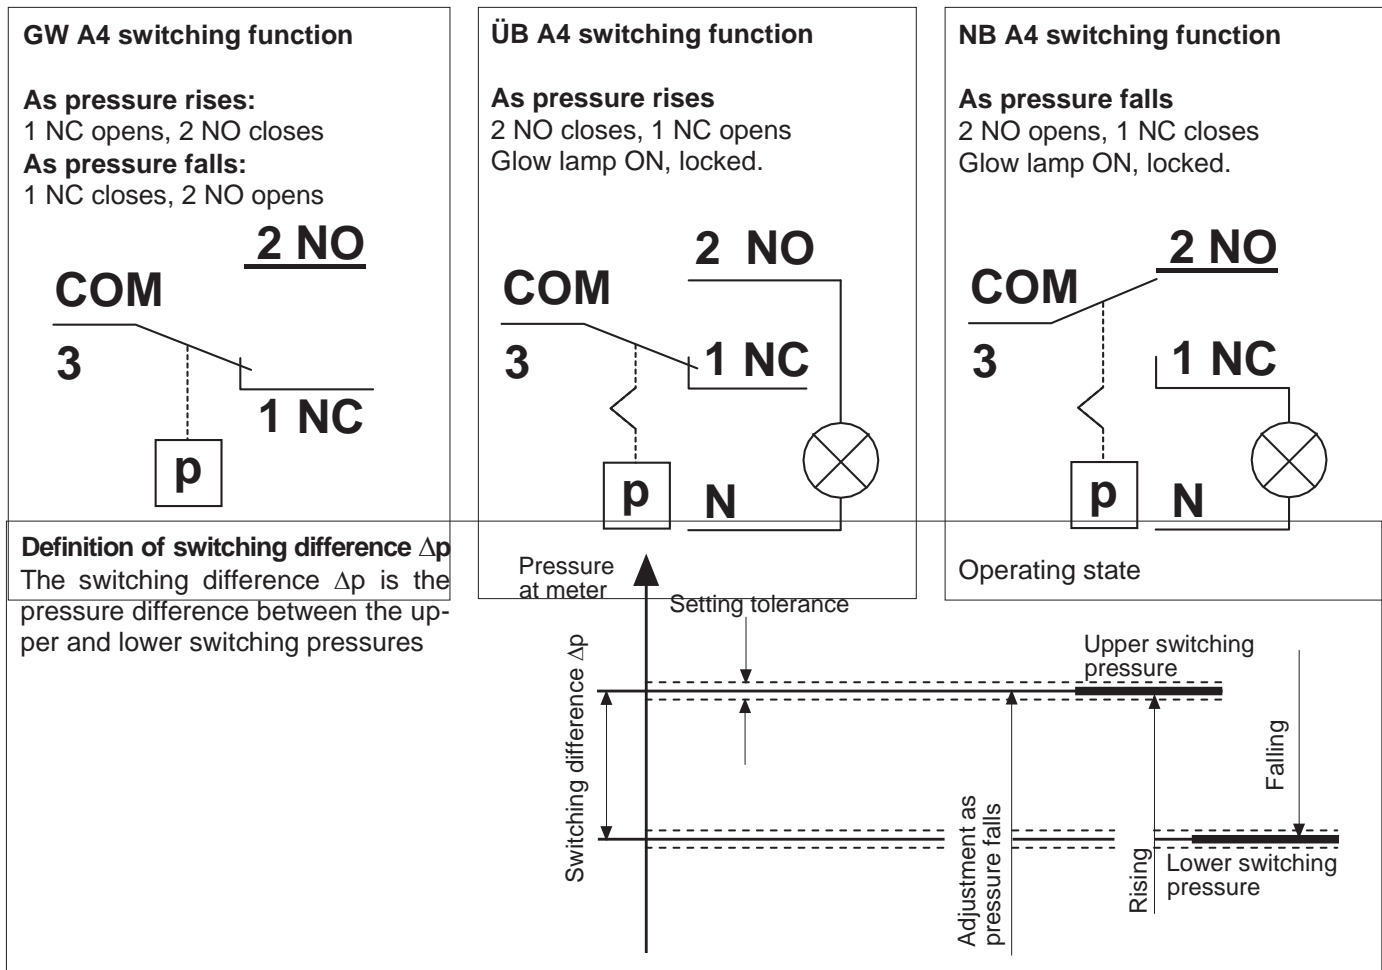 GW A4 switching function
As pressure rises:
1 NC opens, 2 NO closes
As pressure falls:
1 NC closes, 2 NO opens
2 NO
COM
3
1 NC
p
ÜB A4 switching function
As pressure rises
2 NO closes, 1 NC opens
Glow lamp ON, locked.
2 NO
COM
3
1 NC
p
N
NB A4 switching function
As pressure falls
2 NO opens, 1 NC closes
Glow lamp ON, locked.
2 NO
COM
3
1 NC
p
N
Operating state
Definition of switching difference Δp
The switching difference Δp is the
pressure difference between the up-
per and lower switching pressures
Pressure
at meter
Setting tolerance
Switching difference Δp
Upper switching
pressure
Adjustment as
pressure falls
Rising
Falling
Lower switching
pressure